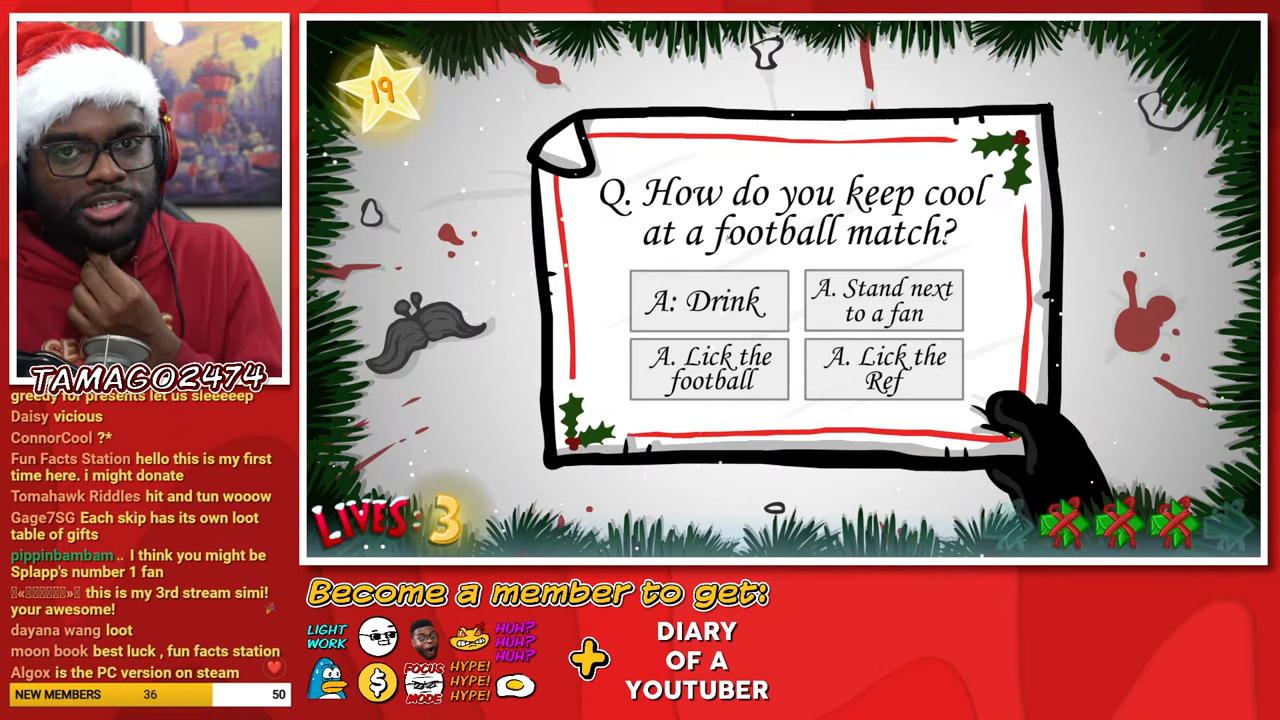 19
Q. How do you keep cool
at a football match?
A: Drink
A. Stand next
to a fan
A. Lick the
football
A. Lick the
Ref
LIVES: 3
TAMAGO2474
greedy for presents let us sleeeeep
Daisy vicious
ConnorCool ?*
Fun Facts Station hello this is my first
time here. i might donate
Tomahawk Riddles hit and tun wooow
Gage7SG Each skip has its own loot
table of gifts
pippinbambam.. I think you might be
Splapp's number 1 fan
this is my 3rd stream simi!
your awesome!
dayana wang loot
moon book best luck , fun facts station
Algox is the PC version on steam
NEW MEMBERS 36 50
Become a member to get:
LIGHT
WORK
HUH?
HUH?
HUH?
FOCUS
MODE
HYPE!
HYPE!
HYPE!
DIARY
OF A
YOUTUBER